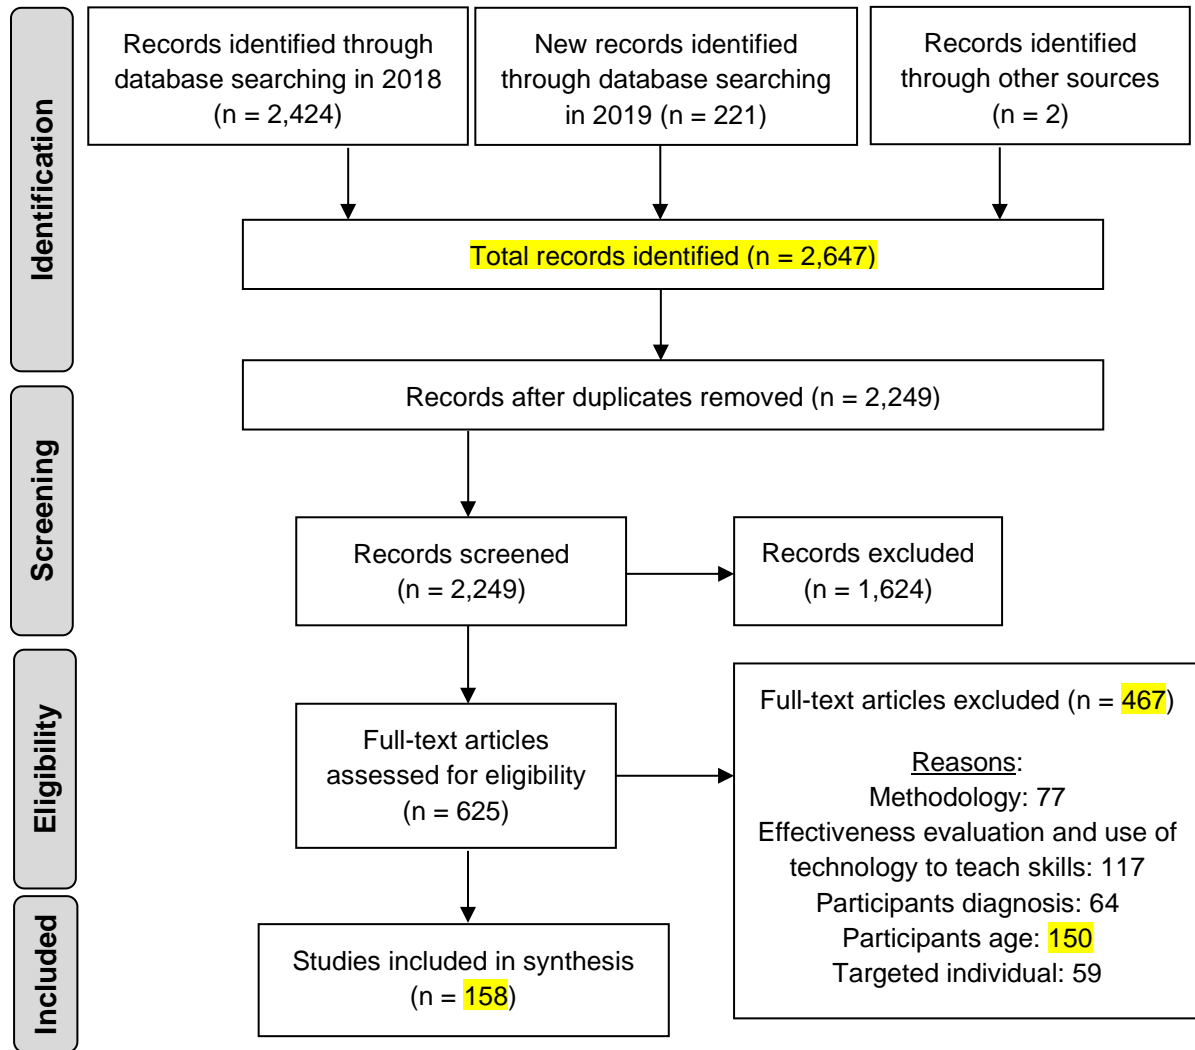 Identification
Records identified through
database searching in 2018
(n = 2,424)
New records identified
through database searching
in 2019 (n = 221)
Records identified
through other sources
(n = 2)
Total records identified (n = 2,647)
Records after duplicates removed (n = 2,249)
Screening
Records screened
(n = 2,249)
Records excluded
(n = 1,624)
Eligibility
Full-text articles
assessed for eligibility
(n = 625)
Full-text articles excluded (n = 467)
Reasons:
Methodology: 77
Effectiveness evaluation and use of
technology to teach skills: 117
Participants diagnosis: 64
Participants age: 150
Targeted individual: 59
Included
Studies included in synthesis
(n = 158)